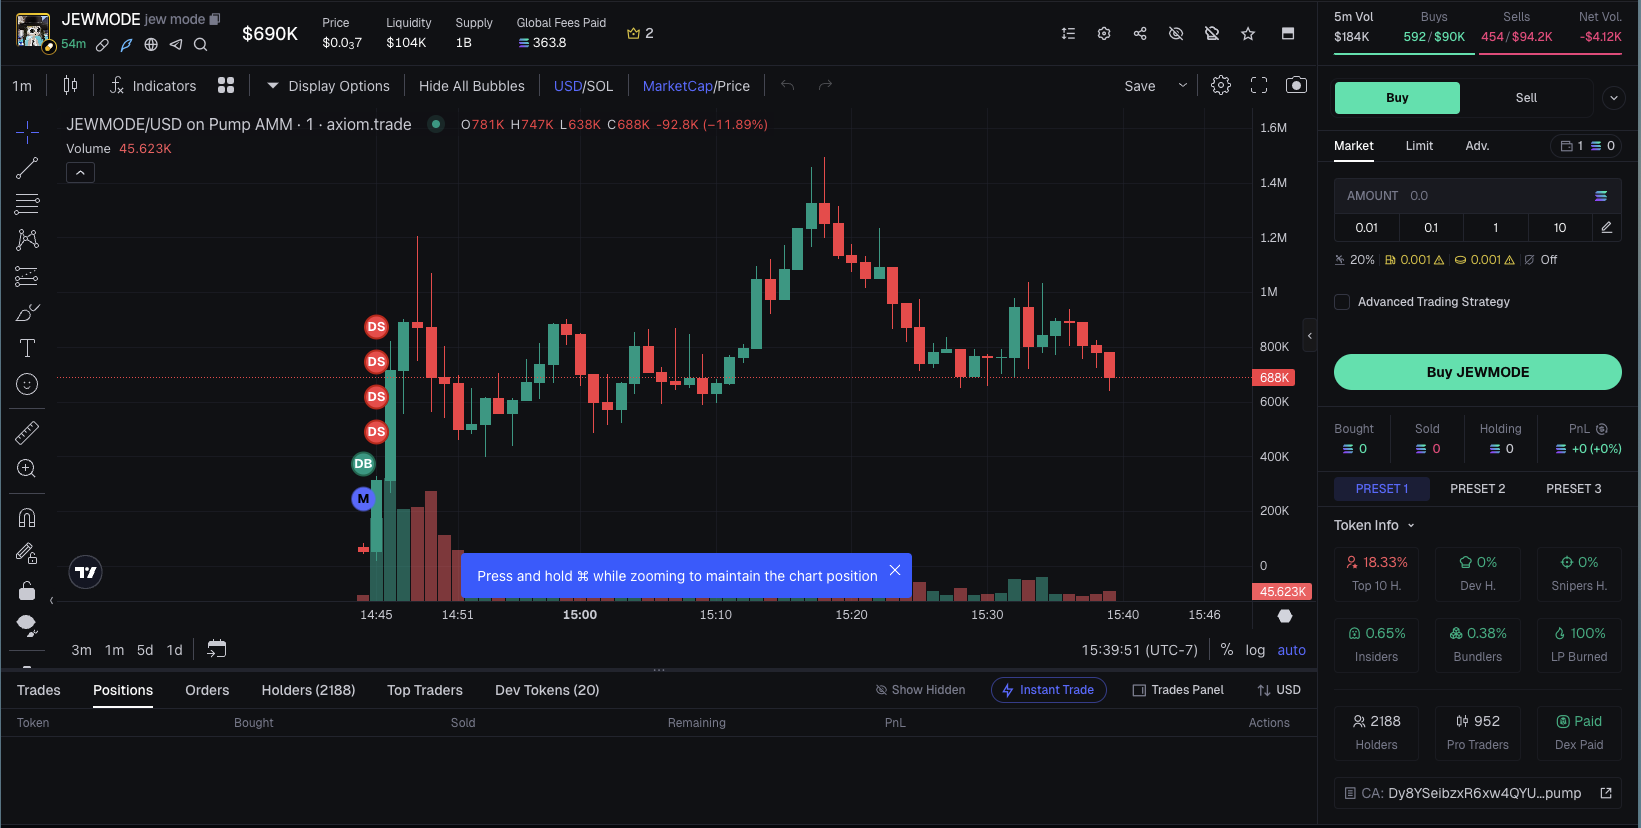 JEWMODE jew mode
54m
$690K
Price
$0.0₃7
Liquidity
$104K
Supply
1B
Global Fees Paid
363.8
2
5m Vol
$184K
Buys
592 / $90K
Sells
454 / $94.2K
Net Vol.
-$4.12K
1m
Indicators
Display Options
Hide All Bubbles
USD/SOL
MarketCap/Price
Save
Buy
Sell
JEWMODE/USD on Pump AMM · 1 · axiom.trade
O781K H747K L638K C688K -92.8K (−11.89%)
Volume 45.623K
DS
DS
DS
DS
DB
M
1.6M
1.4M
1.2M
1M
800K
688K
600K
400K
200K
0
45.623K
Press and hold ⌘ while zooming to maintain the chart position
14:45
14:51
15:00
15:10
15:20
15:30
15:40
15:46
3m 1m 5d 1d
15:39:51 (UTC-7)
% log auto
Market
Limit
Adv.
1
0
AMOUNT 0.0
0.01
0.1
1
10
20%
0.001
0.001
Off
Advanced Trading Strategy
Buy JEWMODE
Bought
0
Sold
0
Holding
0
PnL
+0 (+0%)
PRESET 1
PRESET 2
PRESET 3
Token Info
18.33%
Top 10 H.
0%
Dev H.
0%
Snipers H.
0.65%
Insiders
0.38%
Bundlers
100%
LP Burned
2188
Holders
952
Pro Traders
Paid
Dex Paid
CA: Dy8YSeibzxR6xw4QYU...pump
Trades
Positions
Orders
Holders (2188)
Top Traders
Dev Tokens (20)
Show Hidden
Instant Trade
Trades Panel
USD
Token
Bought
Sold
Remaining
PnL
Actions